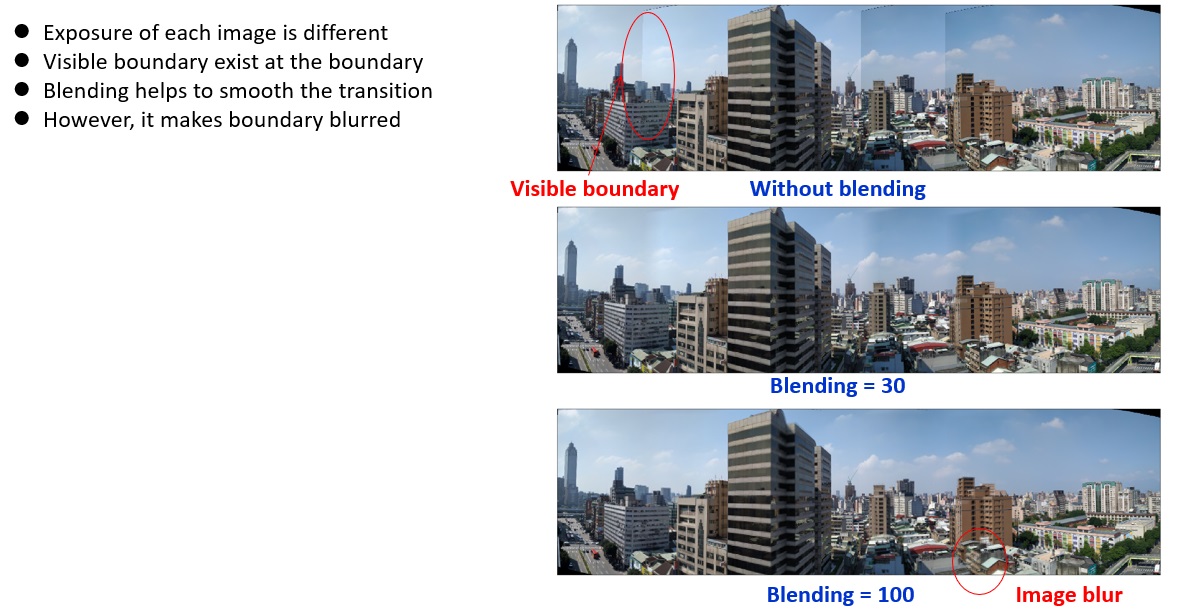 Exposure of each image is different
Visible boundary exist at the boundary
Blending helps to smooth the transition
However, it makes boundary blurred
Visible boundary
Without blending
Blending = 30
Blending = 100
Image blur